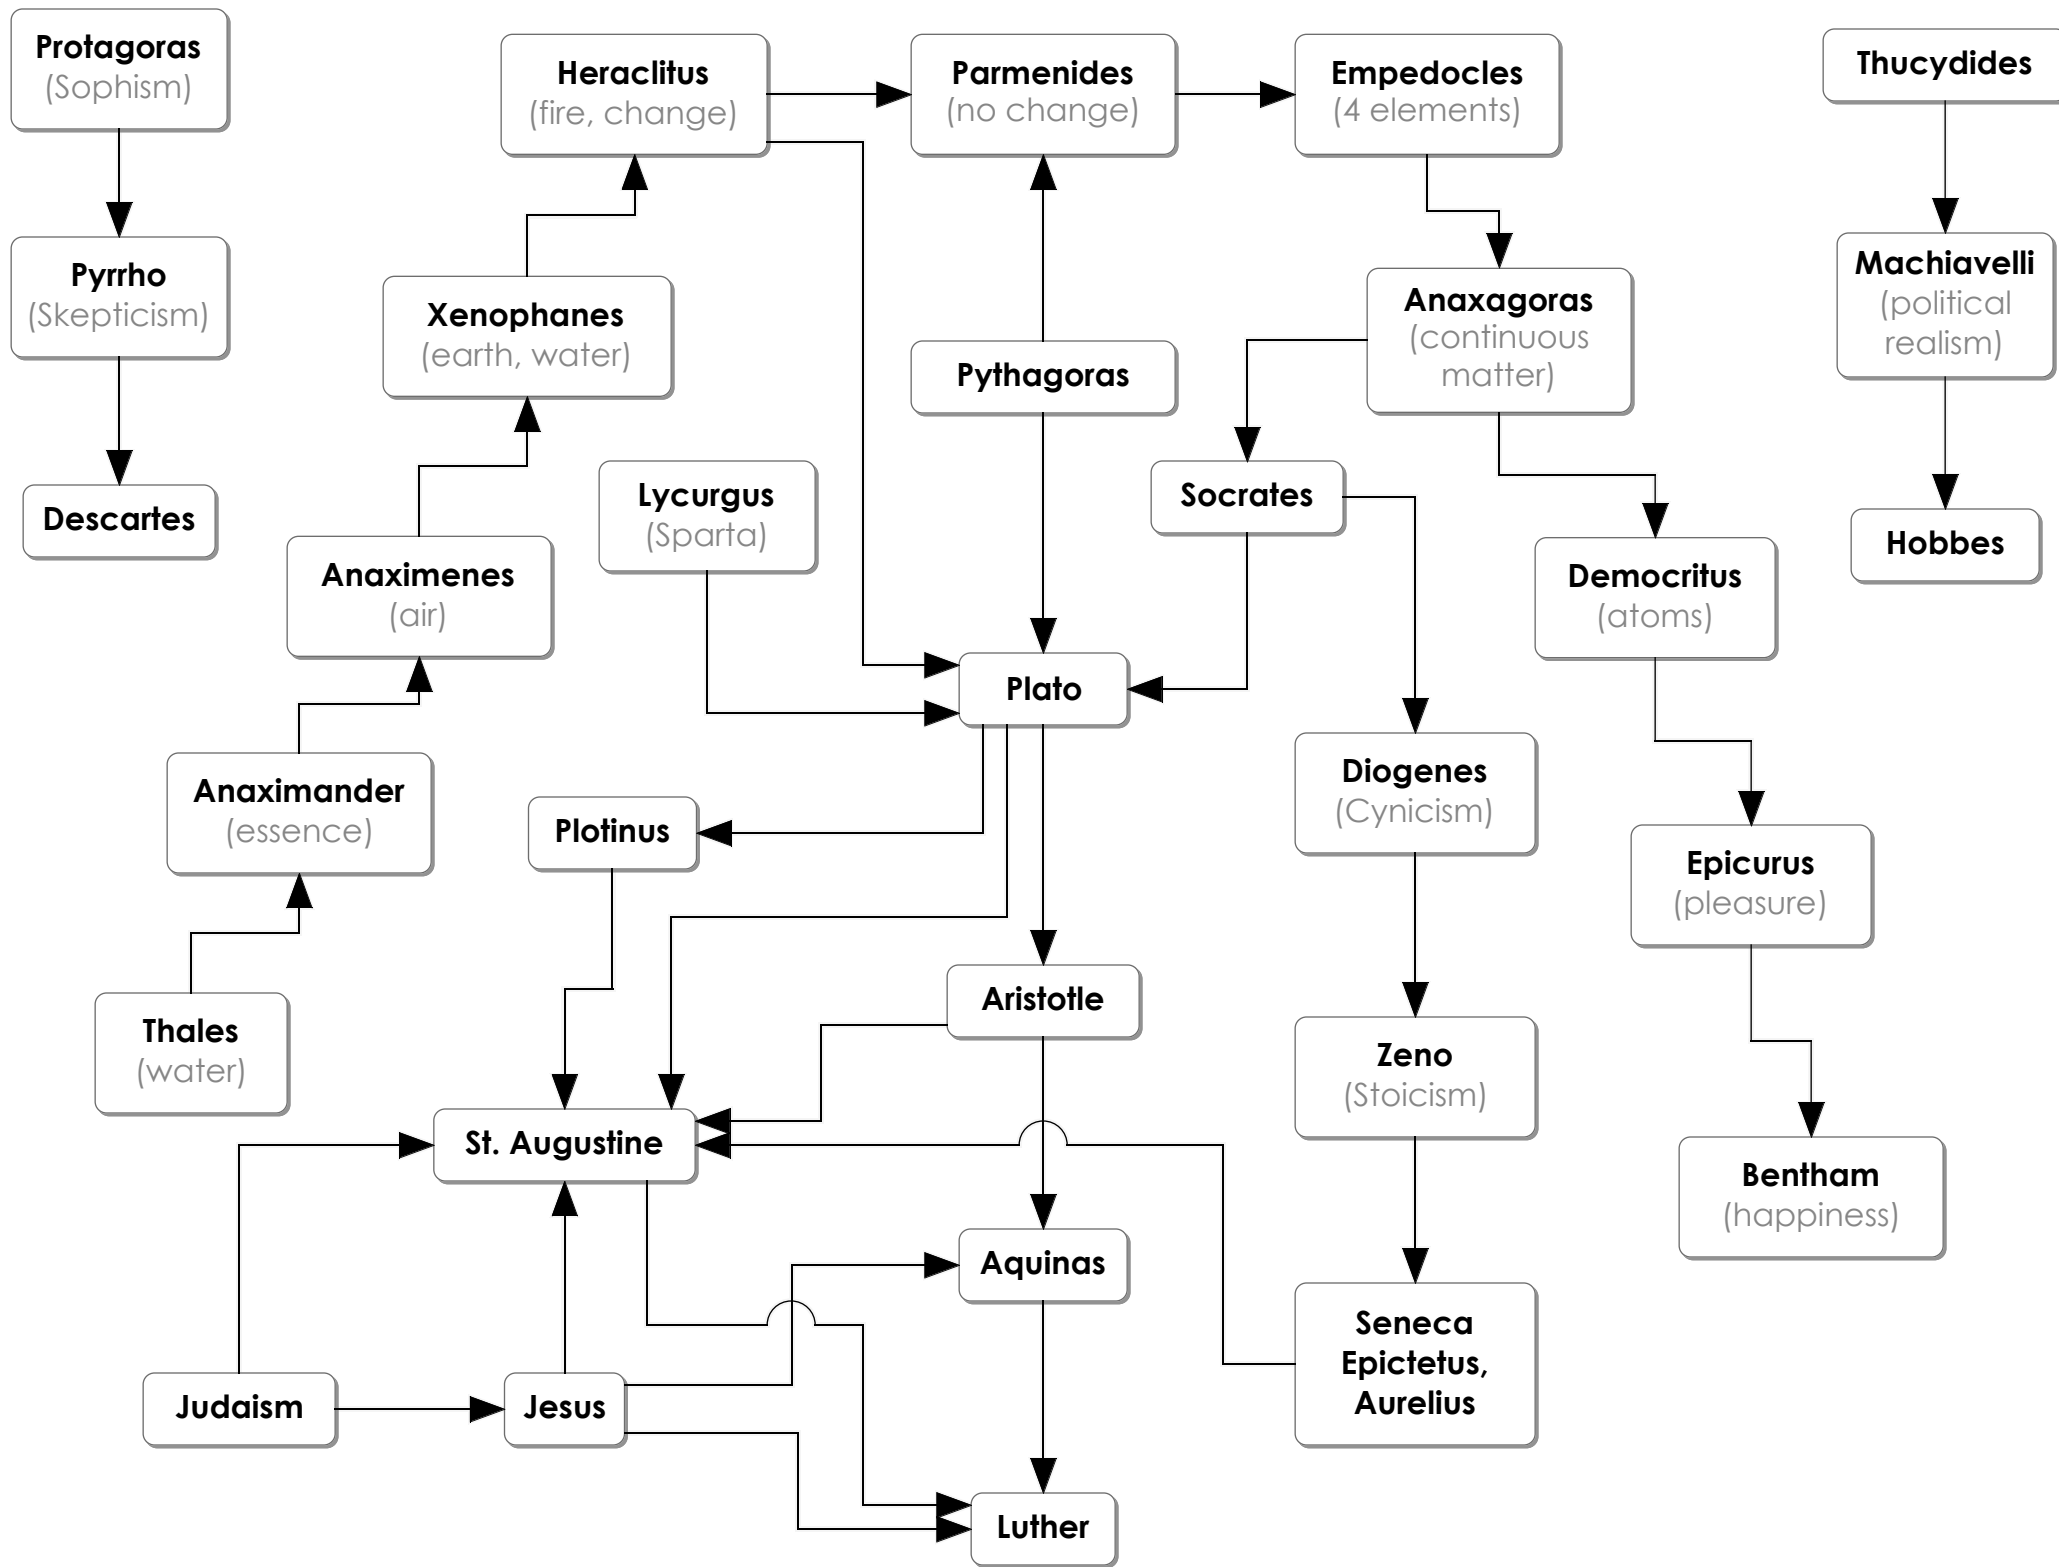 Protagoras
(Sophism)
Heraclitus
(fire, change)
Parmenides
(no change)
Empedocles
(4 elements)
Thucydides
Pyrrho
(Skepticism)
Xenophanes
(earth, water)
Pythagoras
Anaxagoras
(continuous
matter)
Machiavelli
(political
realism)
Descartes
Lycurgus
(Sparta)
Socrates
Hobbes
Anaximenes
(air)
Democritus
(atoms)
Plato
Anaximander
(essence)
Plotinus
Diogenes
(Cynicism)
Epicurus
(pleasure)
Thales
(water)
Aristotle
Zeno
(Stoicism)
St. Augustine
Bentham
(happiness)
Aquinas
Seneca
Epictetus,
Aurelius
Judaism
Jesus
Luther